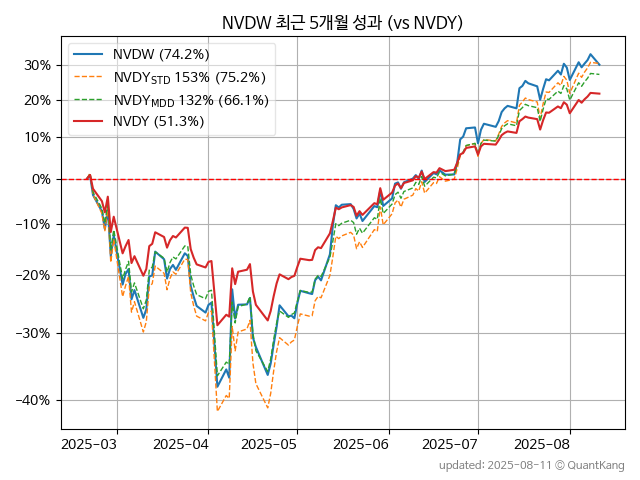 NVDW 최근 5개월 성과 (vs NVDY)
NVDW (74.2%)
NVDYSTD 153% (75.2%)
NVDYMDD 132% (66.1%)
NVDY (51.3%)
30%
20%
10%
0%
−10%
−20%
−30%
−40%
2025-03 2025-04 2025-05 2025-06 2025-07 2025-08
updated: 2025-08-11 © QuantKang